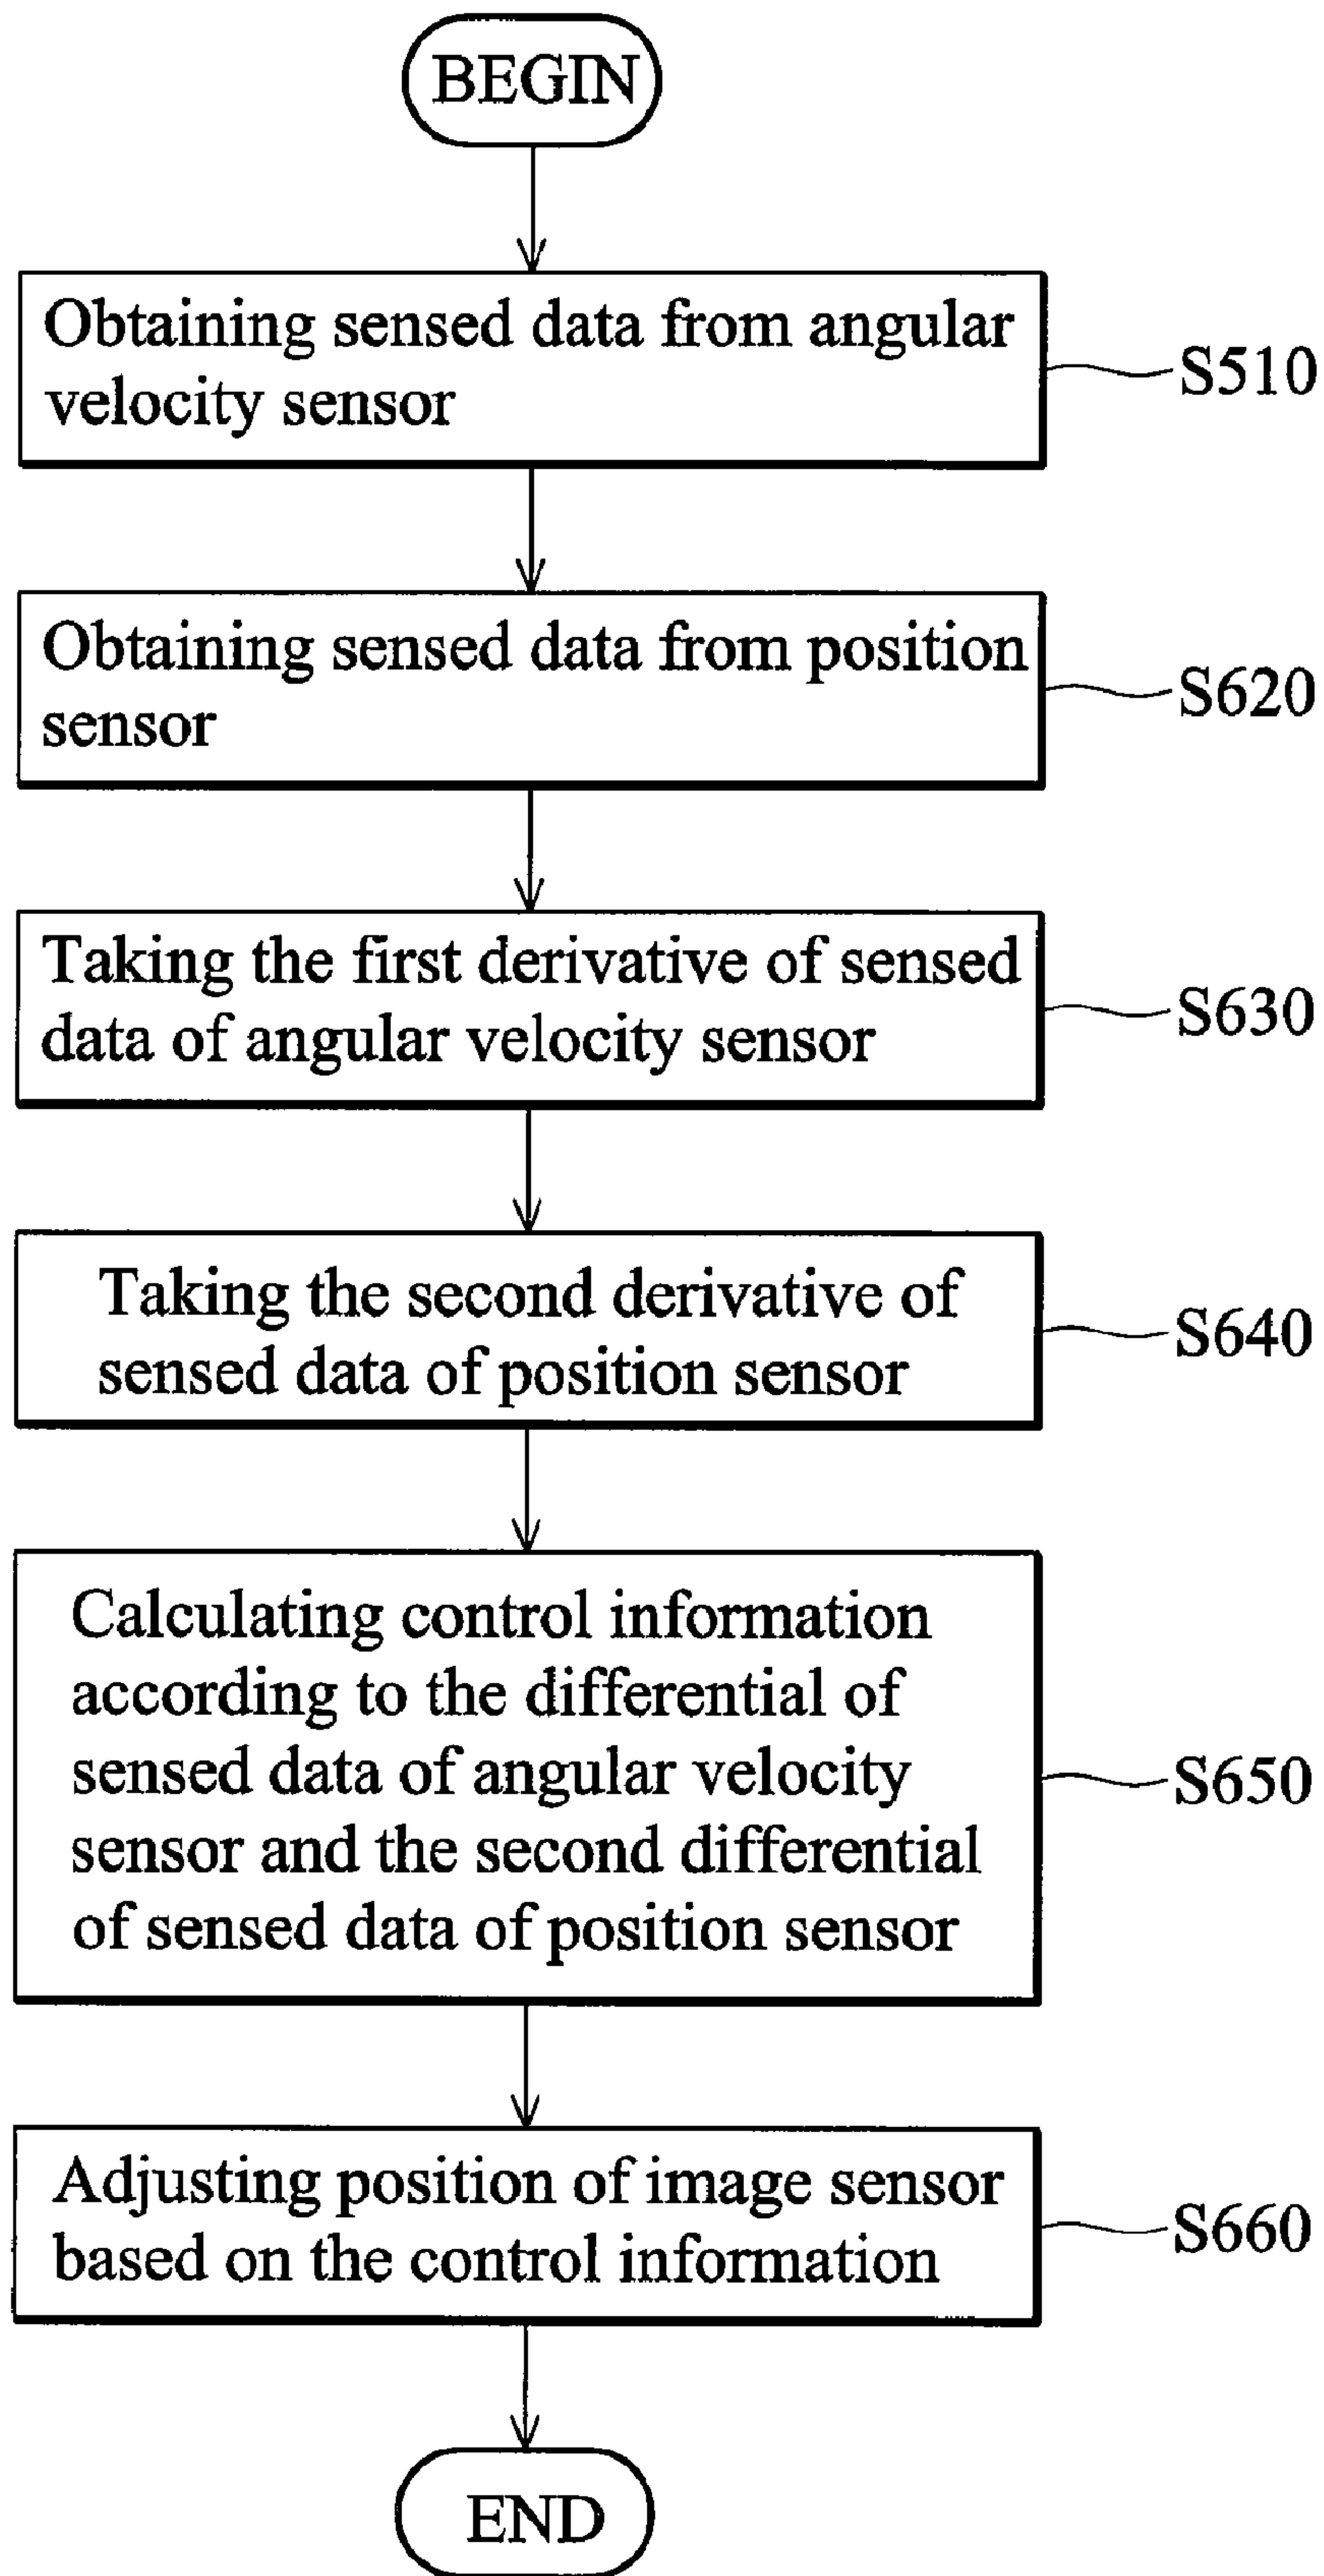 BEGIN
Obtaining sensed data from angular
velocity sensor
S510
Obtaining sensed data from position
sensor
S620
Taking the first derivative of sensed
data of angular velocity sensor
S630
Taking the second derivative of
sensed data of position sensor
S640
Calculating control information
according to the differential of
sensed data of angular velocity
sensor and the second differential
of sensed data of position sensor
S650
Adjusting position of image sensor
based on the control information
S660
END